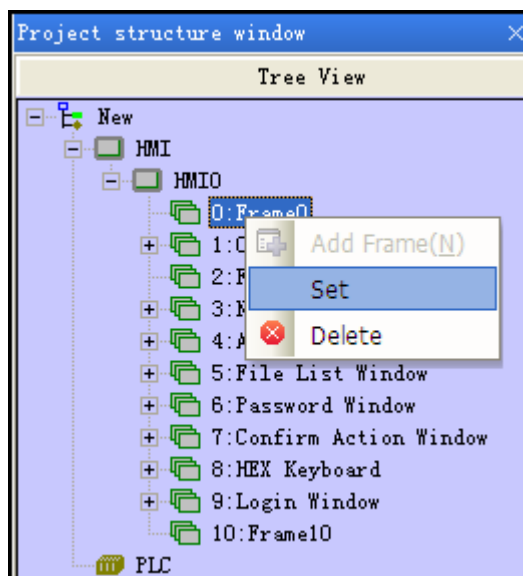 Project structure window
Tree View
New
HMI
HMI0
0:Frame0
1:C
Add Frame(N)
2:F
Set
3:N
Delete
4:A
5:File List Window
6:Password Window
7:Confirm Action Window
8:HEX Keyboard
9:Login Window
10:Frame10
PLC